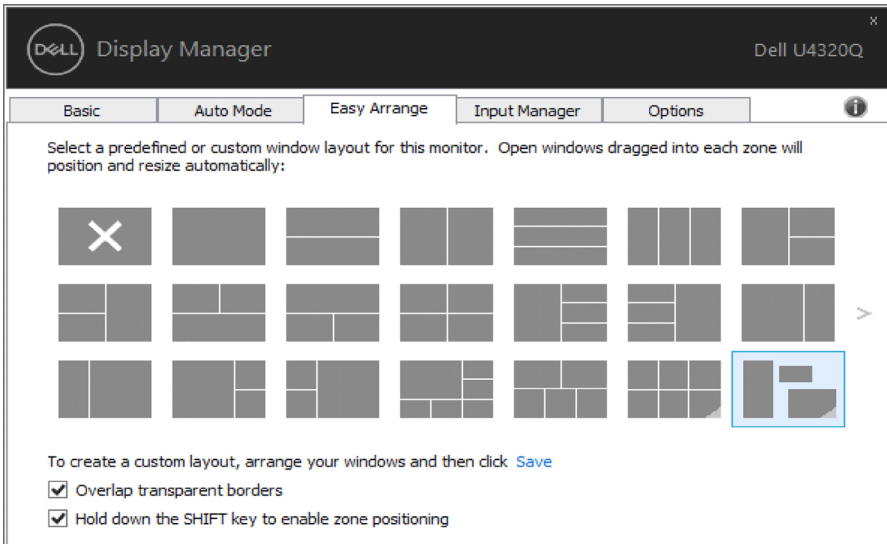 DELL Display Manager
x
Dell U4320Q
Basic Auto Mode Easy Arrange Input Manager Options i
Select a predefined or custom window layout for this monitor. Open windows dragged into each zone will
position and resize automatically:
>
To create a custom layout, arrange your windows and then click Save
Overlap transparent borders
Hold down the SHIFT key to enable zone positioning